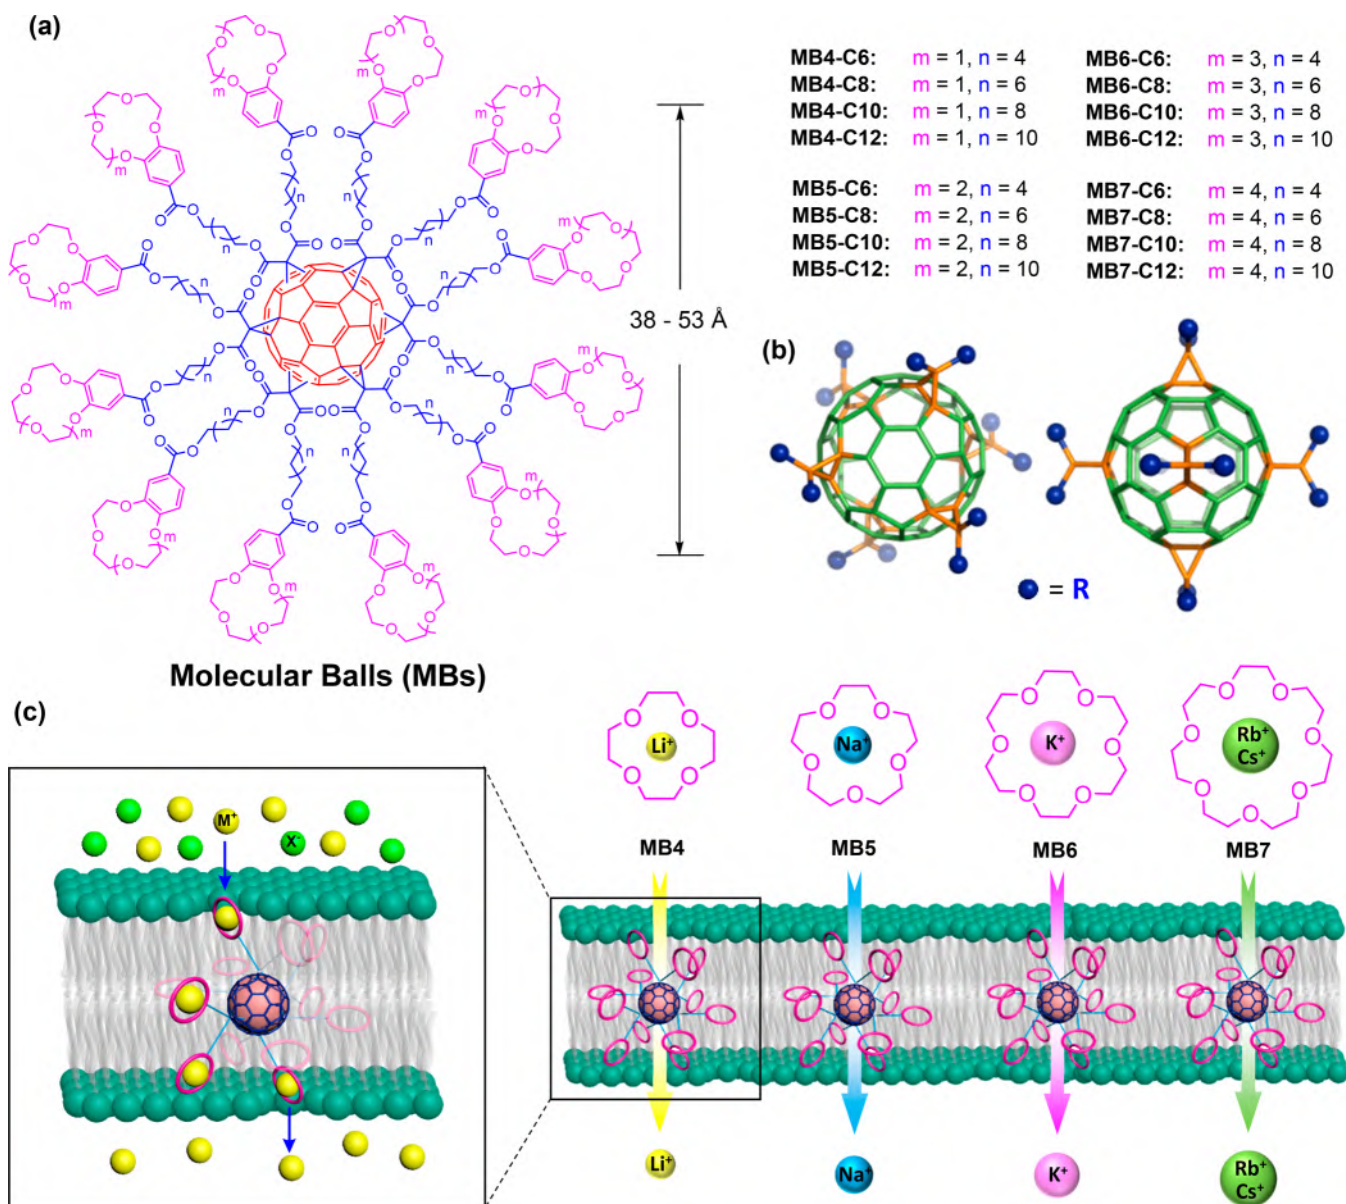 (a)
MB4-C6: m = 1, n = 4
MB4-C8: m = 1, n = 6
MB4-C10: m = 1, n = 8
MB4-C12: m = 1, n = 10
MB6-C6: m = 3, n = 4
MB6-C8: m = 3, n = 6
MB6-C10: m = 3, n = 8
MB6-C12: m = 3, n = 10
MB5-C6: m = 2, n = 4
MB5-C8: m = 2, n = 6
MB5-C10: m = 2, n = 8
MB5-C12: m = 2, n = 10
MB7-C6: m = 4, n = 4
MB7-C8: m = 4, n = 6
MB7-C10: m = 4, n = 8
MB7-C12: m = 4, n = 10
38 - 53 Å
(b)
= R
Molecular Balls (MBs)
(c)
Li⁺
Na⁺
K⁺
Rb⁺
Cs⁺
M⁺
X⁻
MB4
MB5
MB6
MB7
Li⁺
Na⁺
K⁺
Rb⁺
Cs⁺